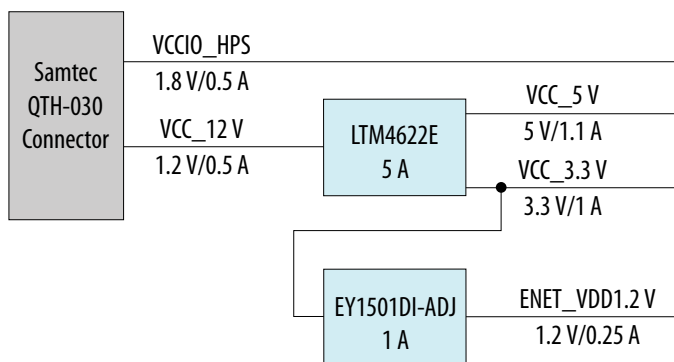 Samtec
QTH-030
Connector
VCCIO_HPS
1.8 V/0.5 A
VCC_12 V
1.2 V/0.5 A
LTM4622E
5 A
VCC_5 V
5 V/1.1 A
VCC_3.3 V
3.3 V/1 A
EY1501DI-ADJ
1 A
ENET_VDD1.2 V
1.2 V/0.25 A